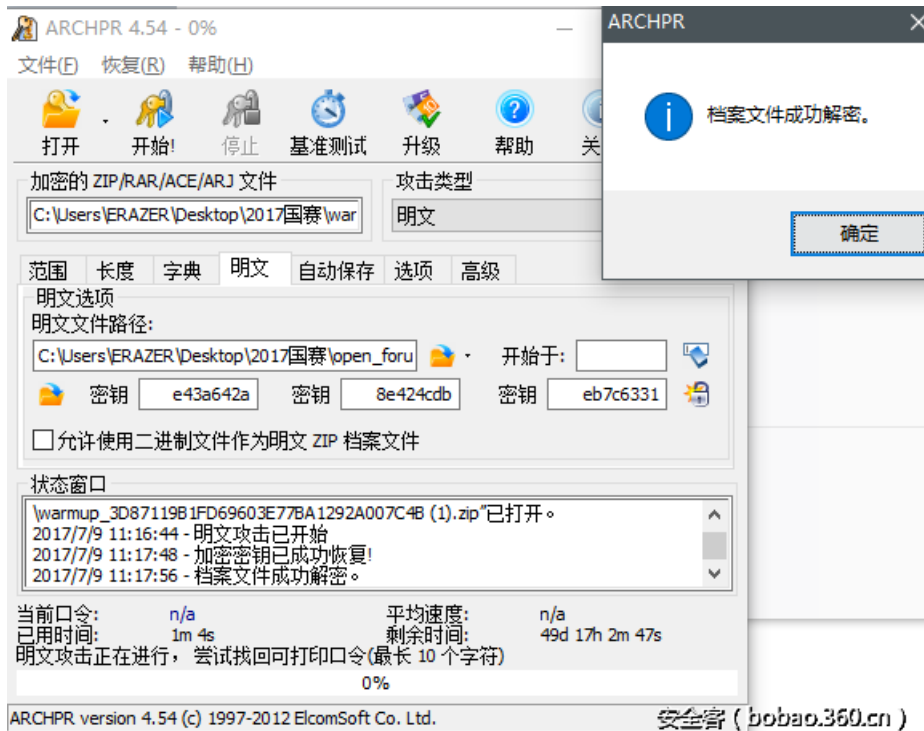 ARCHPR 4.54 - 0%
文件(F) 恢复(R) 帮助(H)
打开 开始! 停止 基准测试 升级 帮助 关
加密的 ZIP/RAR/ACE/ARJ 文件
攻击类型
C:\Users\ERAZER\Desktop\2017国赛\war
明文
范围 长度 字典 明文 自动保存 选项 高级
明文选项
明文文件路径:
C:\Users\ERAZER\Desktop\2017国赛\open_foru
开始于:
密钥 e43a642a 密钥 8e424cdb 密钥 eb7c6331
允许使用二进制文件作为明文 ZIP 档案文件
状态窗口
\warmup_3D87119B1FD69603E77BA1292A007C4B (1).zip"已打开。
2017/7/9 11:16:44 - 明文攻击已开始
2017/7/9 11:17:48 - 加密密钥已成功恢复!
2017/7/9 11:17:56 - 档案文件成功解密。
当前口令: n/a 平均速度: n/a
已用时间: 1m 4s 剩余时间: 49d 17h 2m 47s
明文攻击正在进行，尝试找回可打印口令(最长 10 个字符)
0%
ARCHPR version 4.54 (c) 1997-2012 ElcomSoft Co. Ltd.
ARCHPR
档案文件成功解密。
确定
安全客 ( bobao.360.cn )